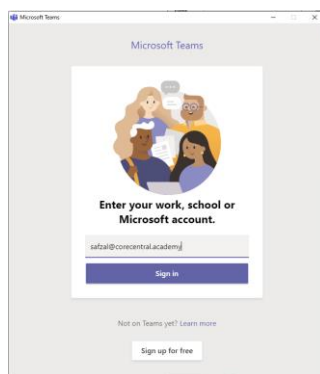 Microsoft Teams
Microsoft Teams
Enter your work, school or
Microsoft account.
safzal@corecentral.academy
Sign in
Not on Teams yet? Learn more
Sign up for free